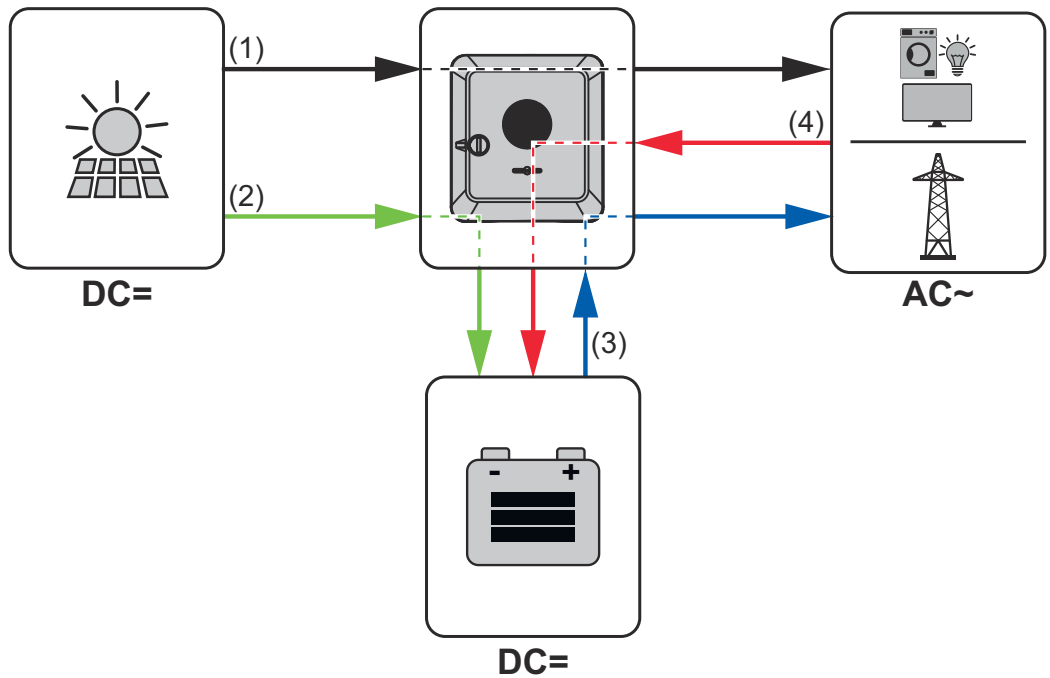 (1)
(4)
(2)
DC=
AC~
(3)
- +
DC=